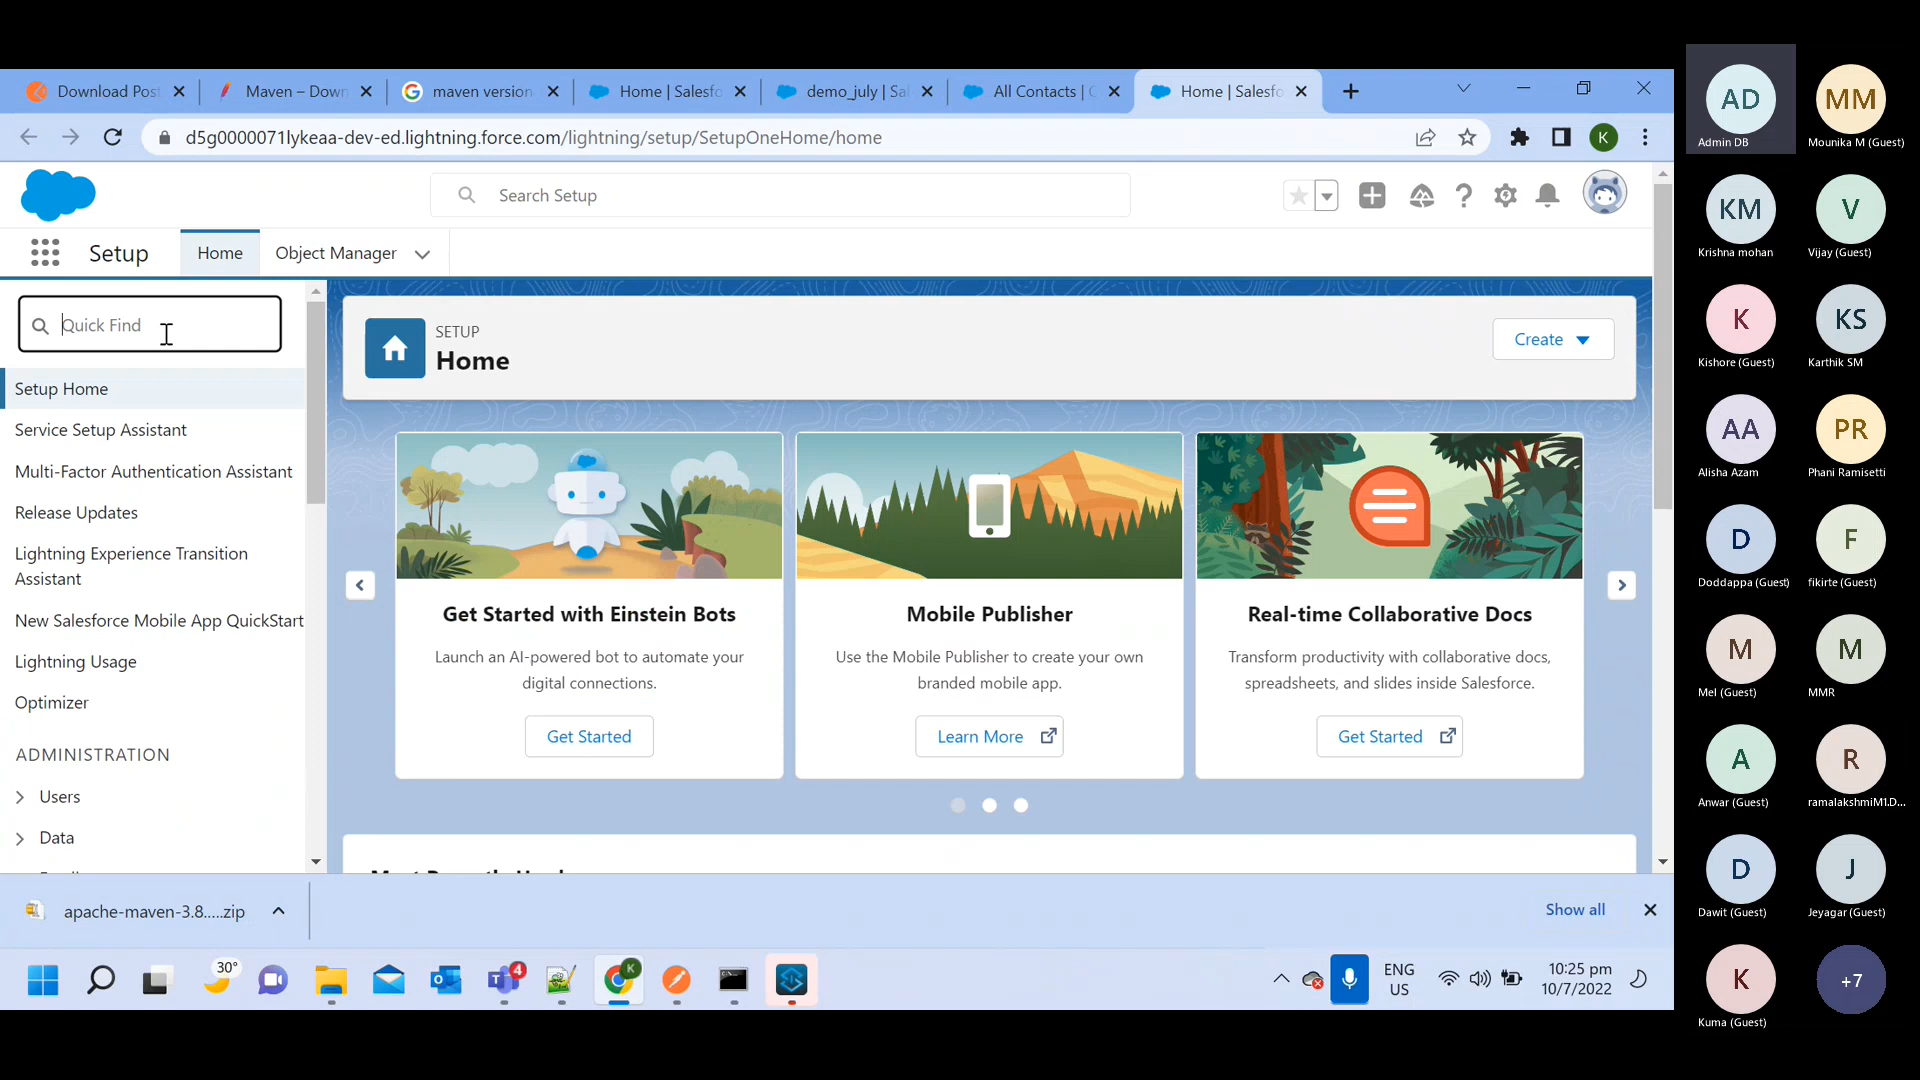 Download Post
Maven – Down
maven version
Home | Salesfo
demo_july | Sal
All Contacts | C
Home | Salesfo
d5g0000071lykeaa-dev-ed.lightning.force.com/lightning/setup/SetupOneHome/home
K
Search Setup
Setup
Home
Object Manager
Quick Find
Setup Home
Service Setup Assistant
Multi-Factor Authentication Assistant
Release Updates
Lightning Experience Transition
Assistant
New Salesforce Mobile App QuickStart
Lightning Usage
Optimizer
ADMINISTRATION
Users
Data
SETUP
Home
Create
Get Started with Einstein Bots
Launch an AI-powered bot to automate your
digital connections.
Get Started
Mobile Publisher
Use the Mobile Publisher to create your own
branded mobile app.
Learn More
Real-time Collaborative Docs
Transform productivity with collaborative docs,
spreadsheets, and slides inside Salesforce.
Get Started
apache-maven-3.8.....zip
Show all
30°
4
K
ENG
US
10:25 pm
10/7/2022
AD
Admin DB
MM
Mounika M (Guest)
KM
Krishna mohan
V
Vijay (Guest)
K
Kishore (Guest)
KS
Karthik SM
AA
Alisha Azam
PR
Phani Ramisetti
D
Doddappa (Guest)
F
fikirte (Guest)
M
Mel (Guest)
M
MMR
A
Anwar (Guest)
R
ramalakshmiM1.D...
D
Dawit (Guest)
J
Jeyagar (Guest)
K
Kuma (Guest)
+7